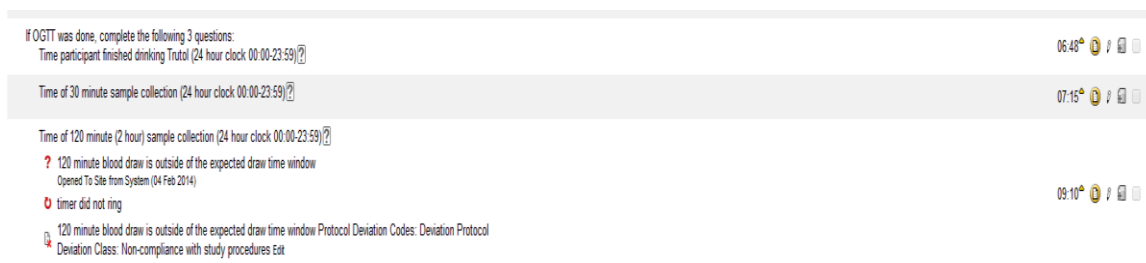 If OGTT was done, complete the following 3 questions:
Time participant finished drinking Trutol (24 hour clock 00:00-23:59)?
06:48
Time of 30 minute sample collection (24 hour clock 00:00-23:59)?
07:15
Time of 120 minute (2 hour) sample collection (24 hour clock 00:00-23:59)?
? 120 minute blood draw is outside of the expected draw time window
Opened To Site from System (04 Feb 2014)
timer did not ring
09:10
120 minute blood draw is outside of the expected draw time window Protocol Deviation Codes: Deviation Protocol
Deviation Class: Non-compliance with study procedures Edit